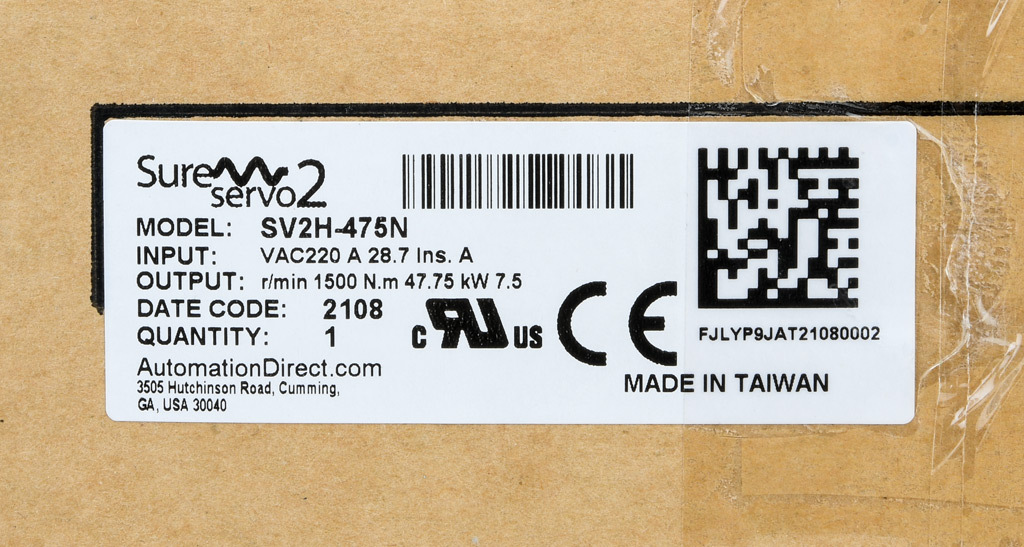 Sure servo2
MODEL: SV2H-475N
INPUT: VAC220 A 28.7 Ins. A
OUTPUT: r/min 1500 N.m 47.75 kW 7.5
DATE CODE: 2108
QUANTITY: 1
c RU US CE
AutomationDirect.com
3505 Hutchinson Road, Cumming,
GA, USA 30040
FJLYP9JAT21080002
MADE IN TAIWAN